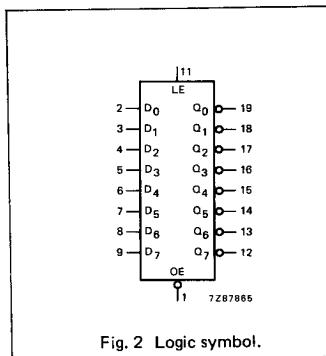 11
LE
2 D0 Q0 19
3 D1 Q1 18
4 D2 Q2 17
5 D3 Q3 16
6 D4 Q4 15
7 D5 Q5 14
8 D6 Q6 13
9 D7 Q7 12
OE
1
7Z87865
Fig. 2 Logic symbol.